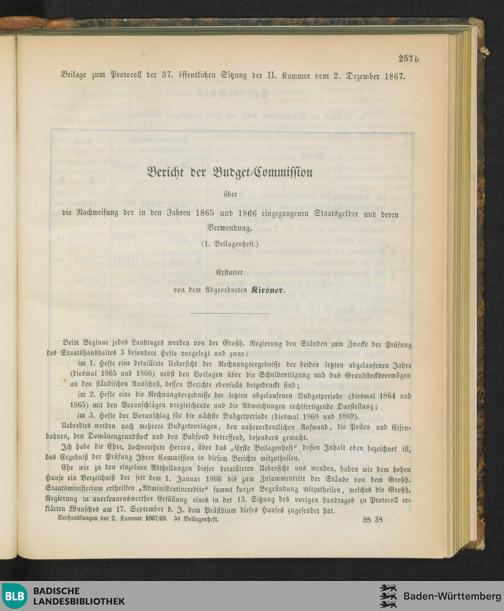 257b
Beilage zum Protocoll der 37. öffentlichen Sitzung der II. Kammer vom 2. Dezember 1867.
Bericht der Budget-Commission
über
die Nachweisung der in den Jahren 1865 und 1866 eingegangenen Staatsgelder und deren
Verwendung.
(1. Beilagenheft.)
Erstattet
von dem Abgeordneten Kirsner.
Beim Beginne jedes Landtages werden von der Großh. Regierung den Ständen zum Zwecke der Prüfung
des Staatshaushaltes 3 besondere Hefte vorgelegt und zwar:
im 1. Hefte eine detaillirte Uebersicht der Rechnungsergebnisse der beiden letzten abgelaufenen Jahre
(diesmal 1865 und 1866) nebst den Vorlagen über die Schuldentilgung und das Grundstocksvermögen
an den ständischen Ausschuß, dessen Berichte ebenfalls beigedruckt sind;
im 2. Hefte eine die Rechnungsergebnisse der letzten abgelaufenen Budgetperiode (diesmal 1864 und
1865) mit den Voranschlägen vergleichende und die Abweichungen rechtfertigende Darstellung;
im 3. Hefte der Voranschlag für die nächste Budgetperiode (diesmal 1868 und 1869).
Ueberdies werden noch mehrere Budgetvorlagen, den außerordentlichen Aufwand, die Posten und Eisen-
bahnen, den Domänengrundstock und den Badfond betreffend, besonders gemacht.
Ich habe die Ehre, hochverehrte Herren, über das „Erste Beilagenheft" dessen Inhalt oben bezeichnet ist,
das Ergebniß der Prüfung Ihrer Commission in diesem Berichte mitzutheilen.
Ehe wir zu den einzelnen Abtheilungen dieser detaillirten Uebersicht uns wenden, haben wir dem hohen
Hause ein Verzeichniß der seit dem 1. Januar 1866 bis zum Zusammentritt der Stände von dem Großh.
Staatsministerium ertheilten „Administrativcredite" sammt kurzer Begründung mitzutheilen, welches die Großh.
Regierung in anerkennenswerther Erfüllung eines in der 13. Sitzung des vorigen Landtages zu Protocoll er-
klärten Wunsches am 17. September d. J. dem Präsidium dieses Hauses zugesendet hat.
Verhandlungen der 2. Kammer 1867/68. 5s Beilagenheft.
38
BLB
BADISCHE
LANDESBIBLIOTHEK
Baden-Württemberg